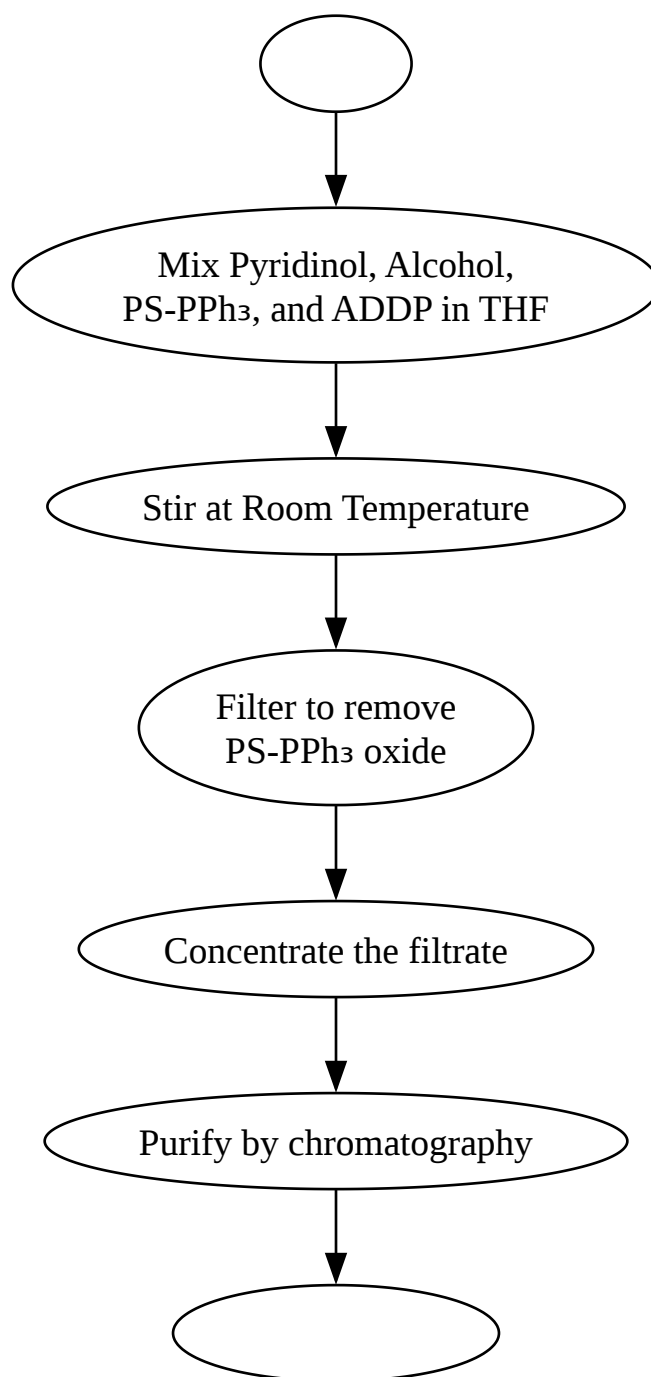 Mix Pyridinol, Alcohol,
PS-PPh₃, and ADDP in THF
Stir at Room Temperature
Filter to remove
PS-PPh₃ oxide
Concentrate the filtrate
Purify by chromatography